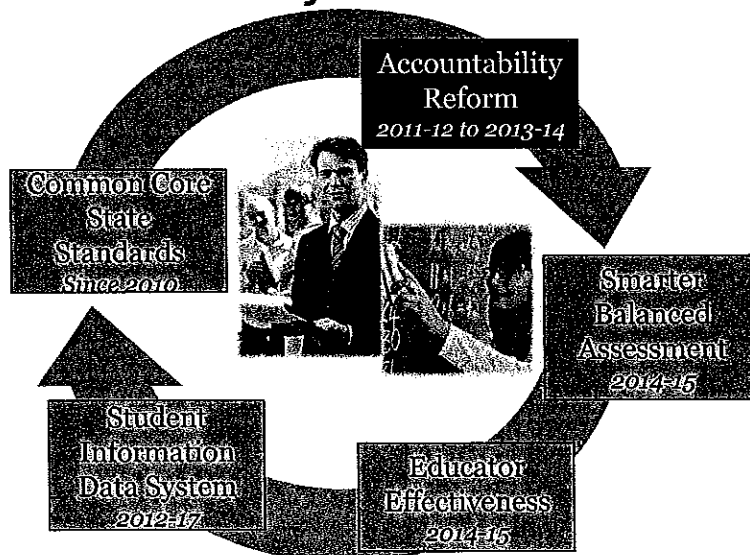 Accountability
Reform
2011-12 to 2013-14
Common Core
State
Standards
Since 2010
Smarter
Balanced
Assessment
2014-15
Student
Information
Data System
2012-17
Educator
Effectiveness
2014-15